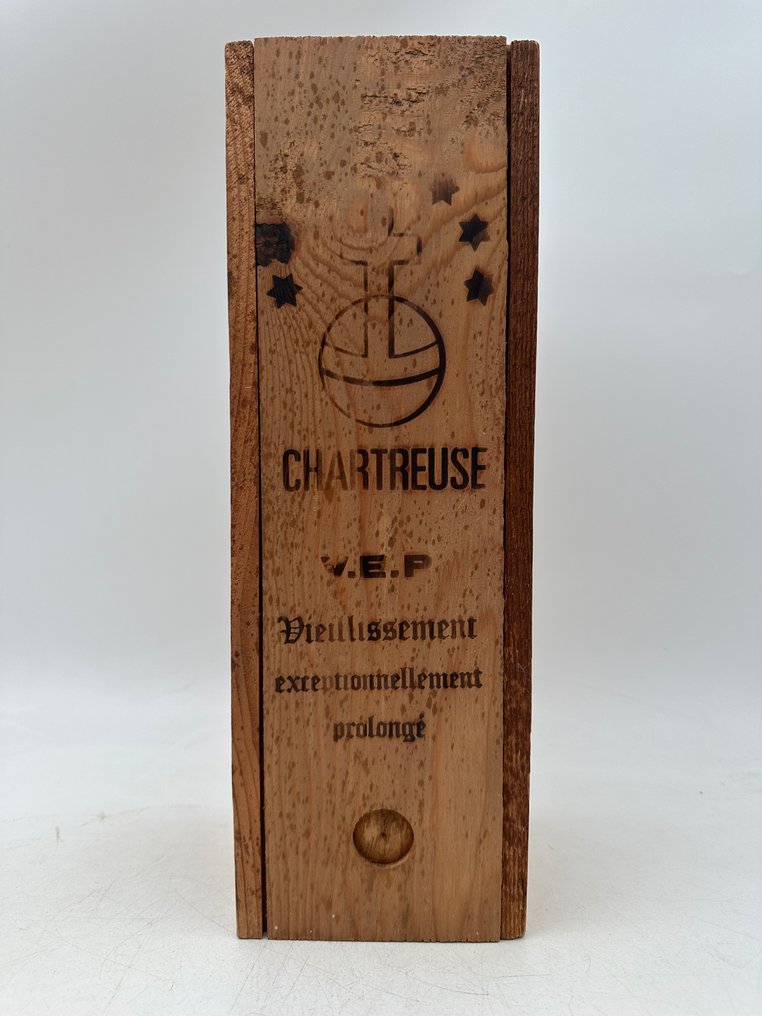 CHARTREUSE
V.E.P
Vieillissement
exceptionnellement
prolongé